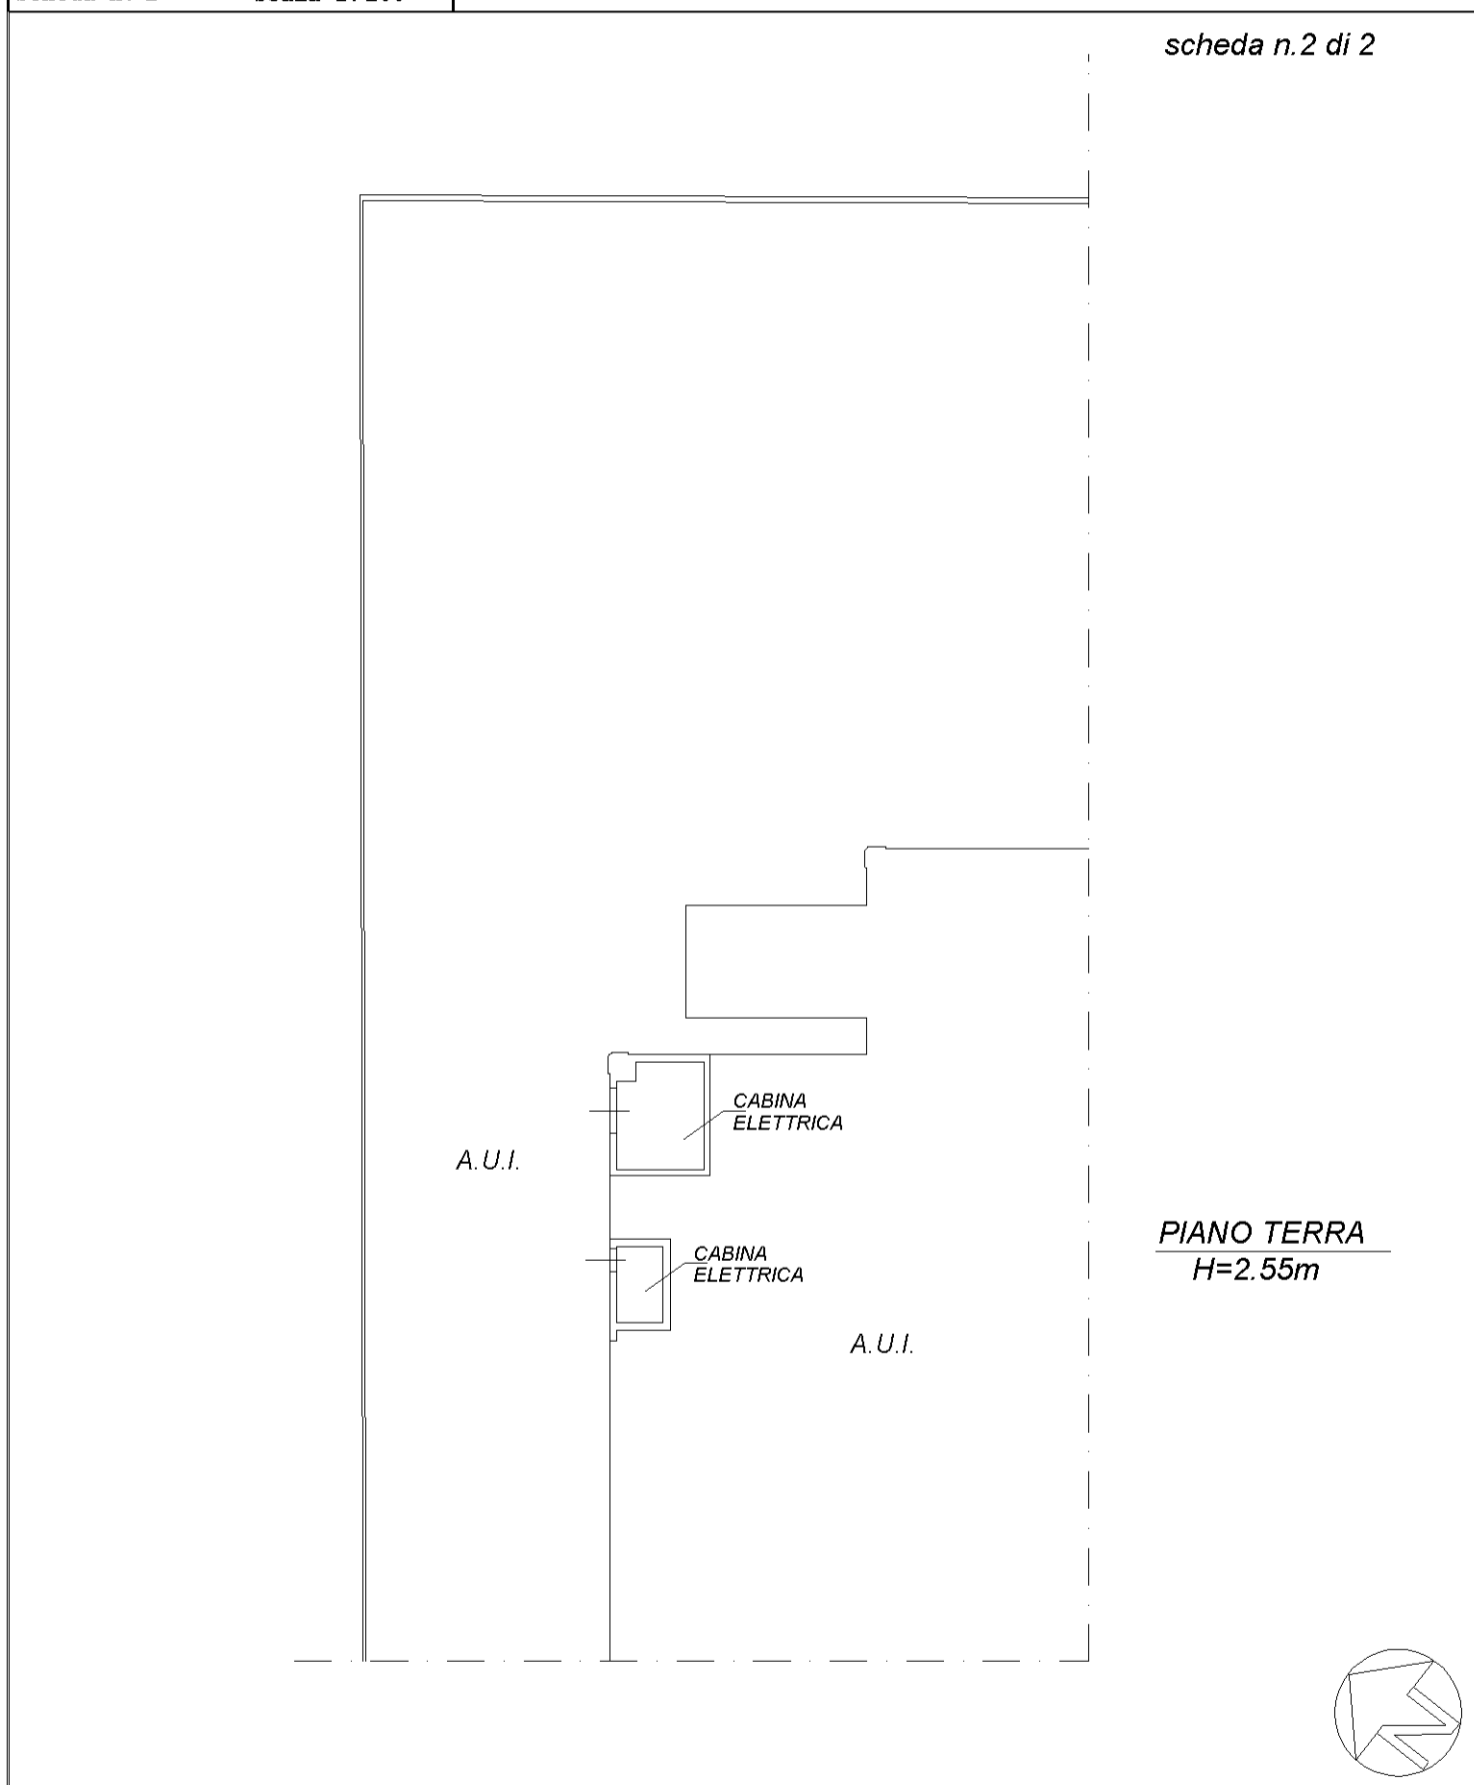 scheda n.2 di 2
CABINA
ELETTRICA
A.U.I.
CABINA
ELETTRICA
PIANO TERRA
H=2.55m
A.U.I.